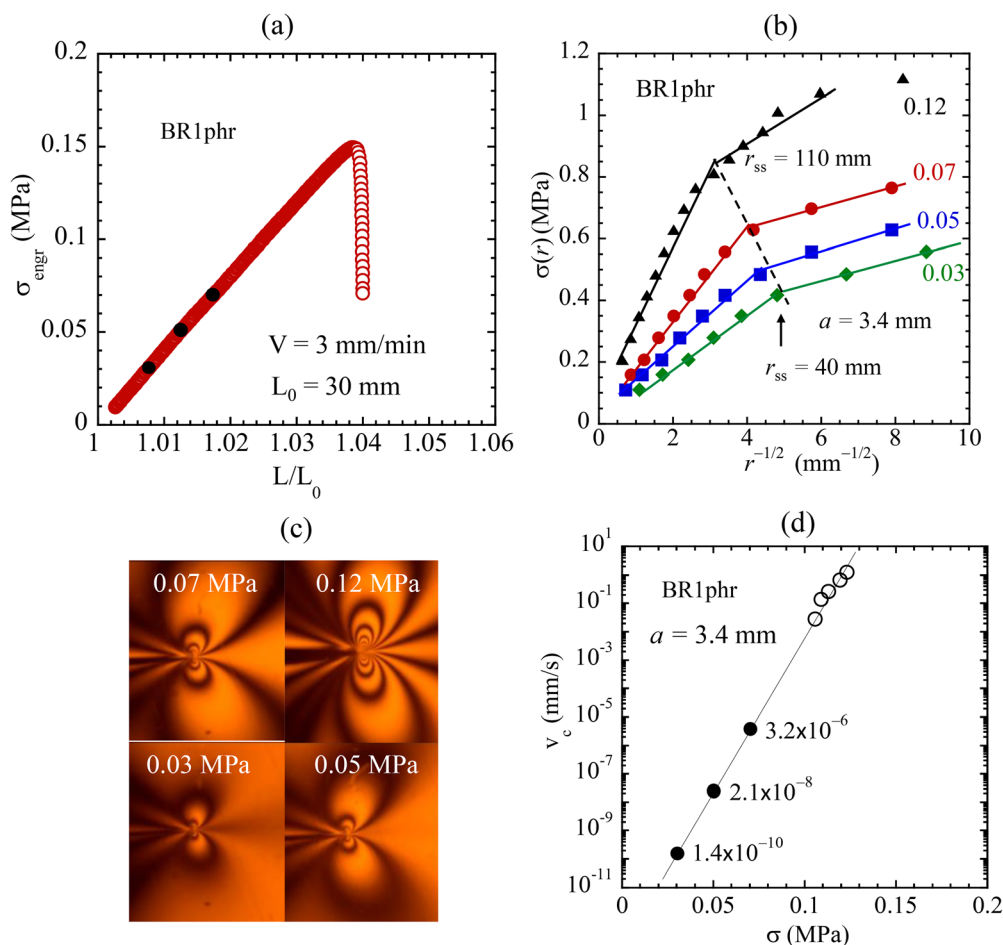 (a)
0.2
0.15
0.1
0.05
0
σ_engr (MPa)
BR1phr
V = 3 mm/min
L₀ = 30 mm
1 1.01 1.02 1.03 1.04 1.05 1.06
L/L₀
(b)
1.2
1
0.8
0.6
0.4
0.2
0
σ(r) (MPa)
BR1phr
0.12
r_ss = 110 mm
0.07
0.05
0.03
a = 3.4 mm
r_ss = 40 mm
0 2 4 6 8 10
r^−1/2 (mm^−1/2)
(c)
0.07 MPa
0.12 MPa
0.03 MPa
0.05 MPa
(d)
10^1
10^-1
10^-3
10^-5
10^-7
10^-9
10^-11
v_c (mm/s)
BR1phr
a = 3.4 mm
3.2x10^−6
2.1x10^−8
1.4x10^−10
0 0.05 0.1 0.15 0.2
σ (MPa)